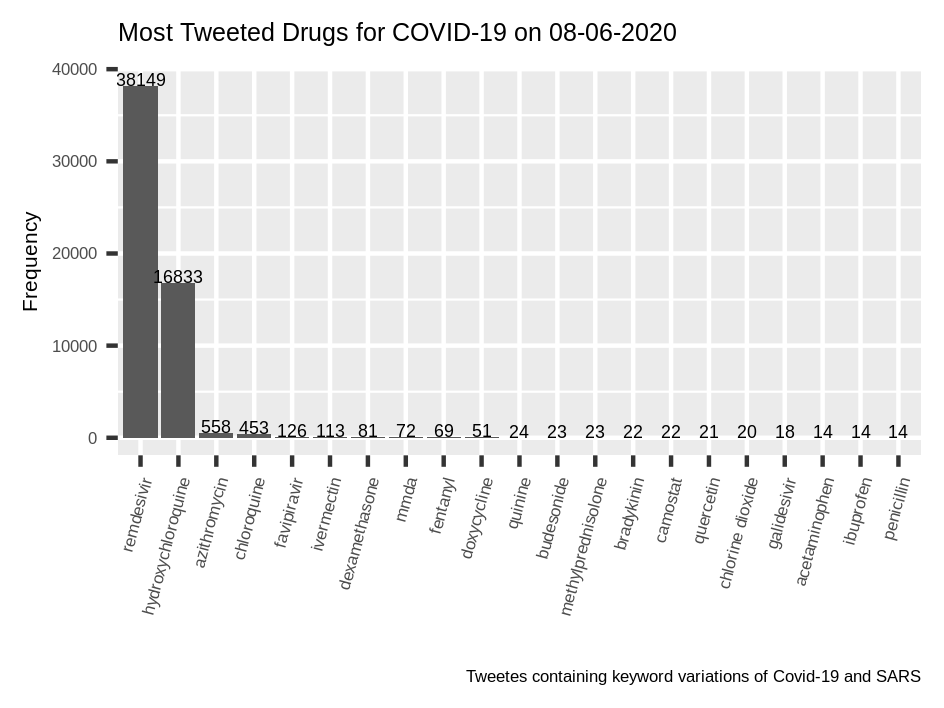 Most Tweeted Drugs for COVID-19 on 08-06-2020
Frequency
40000
30000
20000
10000
0
38149
16833
558
453
126
113
81
72
69
51
24
23
23
22
22
21
20
18
14
14
14
remdesivir
hydroxychloroquine
azithromycin
chloroquine
favipiravir
ivermectin
dexamethasone
mmda
fentanyl
doxycycline
quinine
budesonide
methylprednisolone
bradykinin
camostat
quercetin
chlorine dioxide
galidesivir
acetaminophen
ibuprofen
penicillin
Tweetes containing keyword variations of Covid-19 and SARS